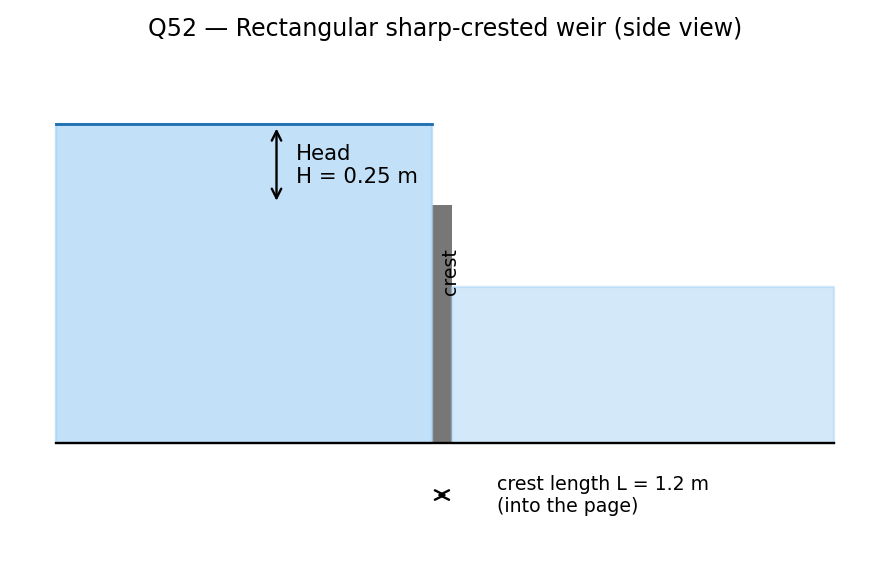 Q52 — Rectangular sharp-crested weir (side view)
Head
H = 0.25 m
crest
crest length L = 1.2 m
(into the page)